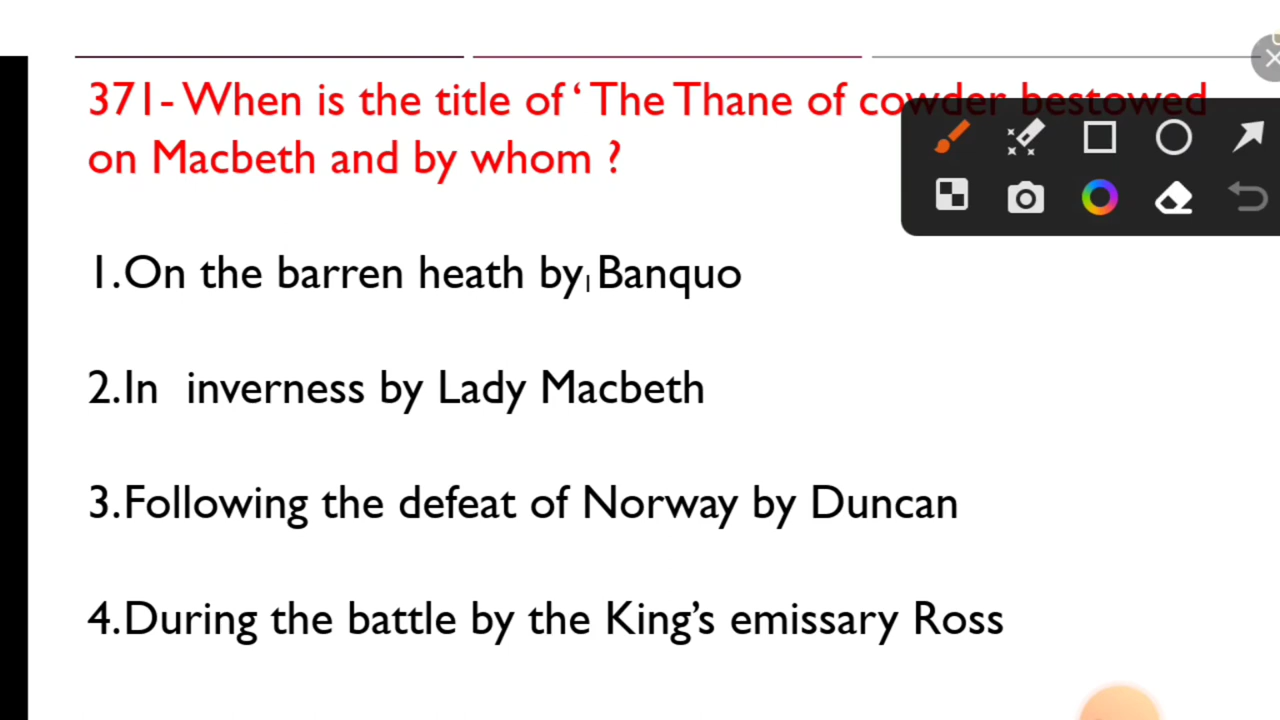 371- When is the title of ‘ The Thane of cowder bestowed
on Macbeth and by whom ?
1.On the barren heath by Banquo
2.In inverness by Lady Macbeth
3.Following the defeat of Norway by Duncan
4.During the battle by the King’s emissary Ross